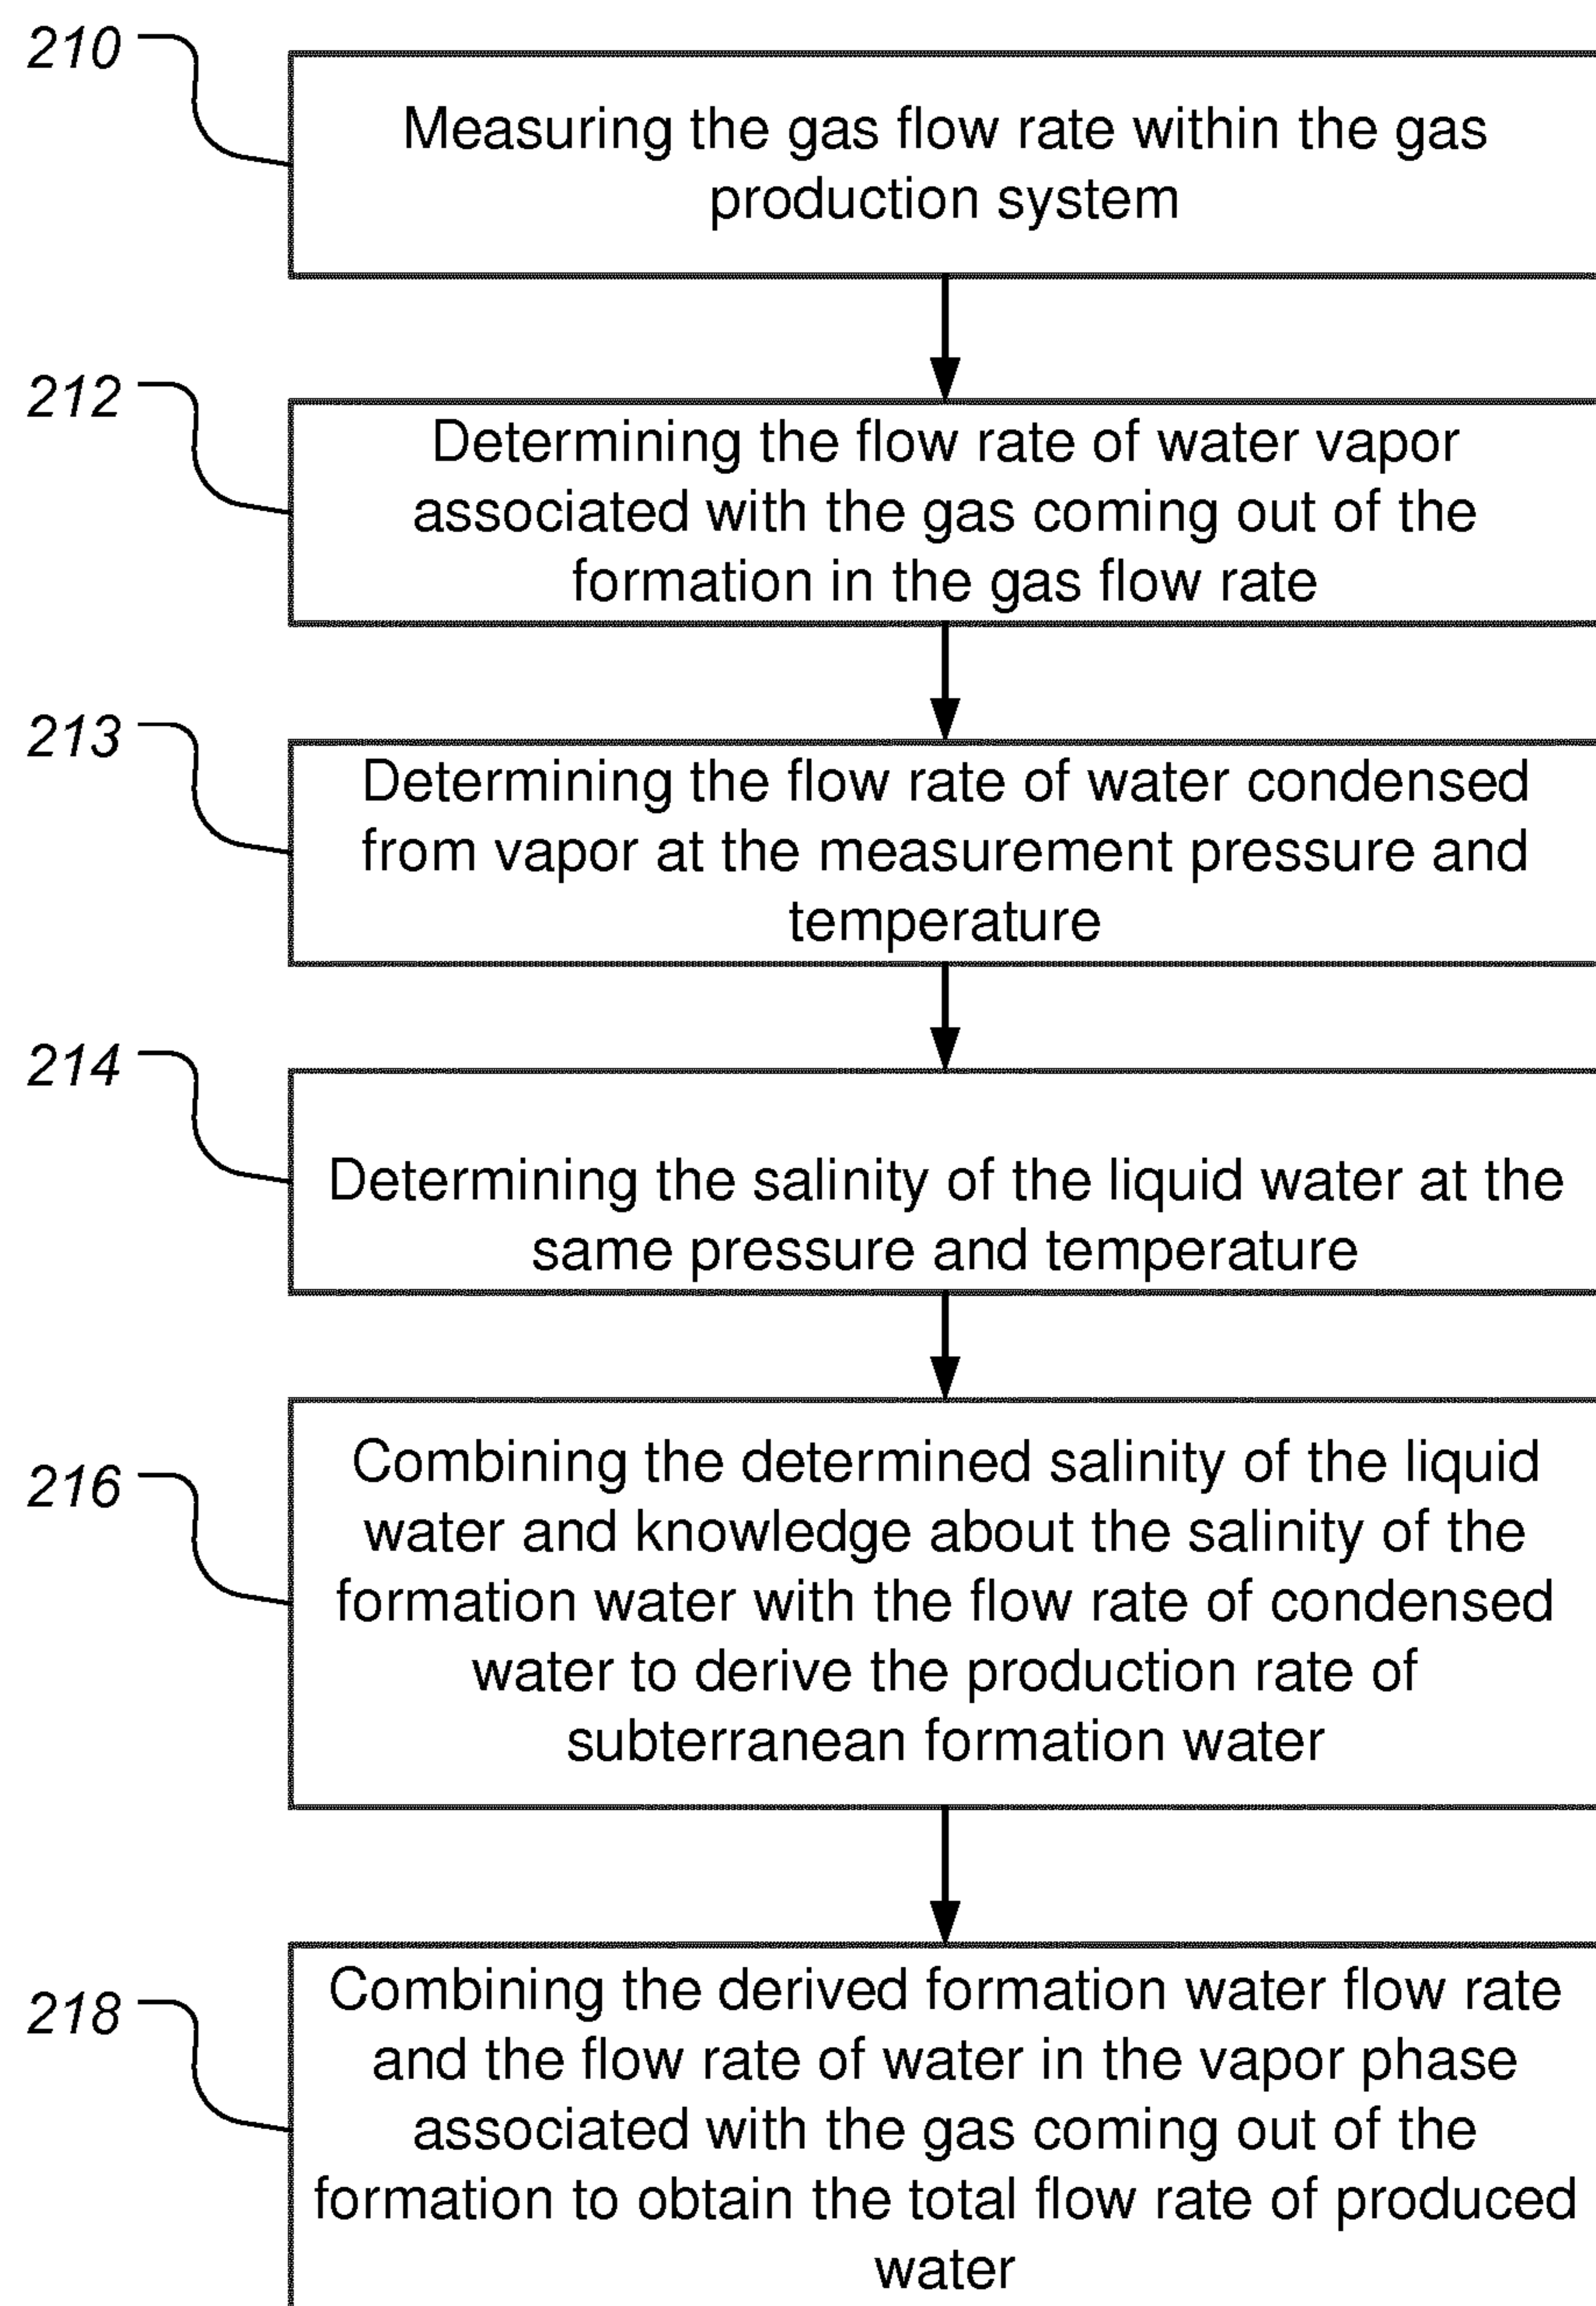 210
Measuring the gas flow rate within the gas
production system
212
Determining the flow rate of water vapor
associated with the gas coming out of the
formation in the gas flow rate
213
Determining the flow rate of water condensed
from vapor at the measurement pressure and
temperature
214
Determining the salinity of the liquid water at the
same pressure and temperature
216
Combining the determined salinity of the liquid
water and knowledge about the salinity of the
formation water with the flow rate of condensed
water to derive the production rate of
subterranean formation water
218
Combining the derived formation water flow rate
and the flow rate of water in the vapor phase
associated with the gas coming out of the
formation to obtain the total flow rate of produced
water